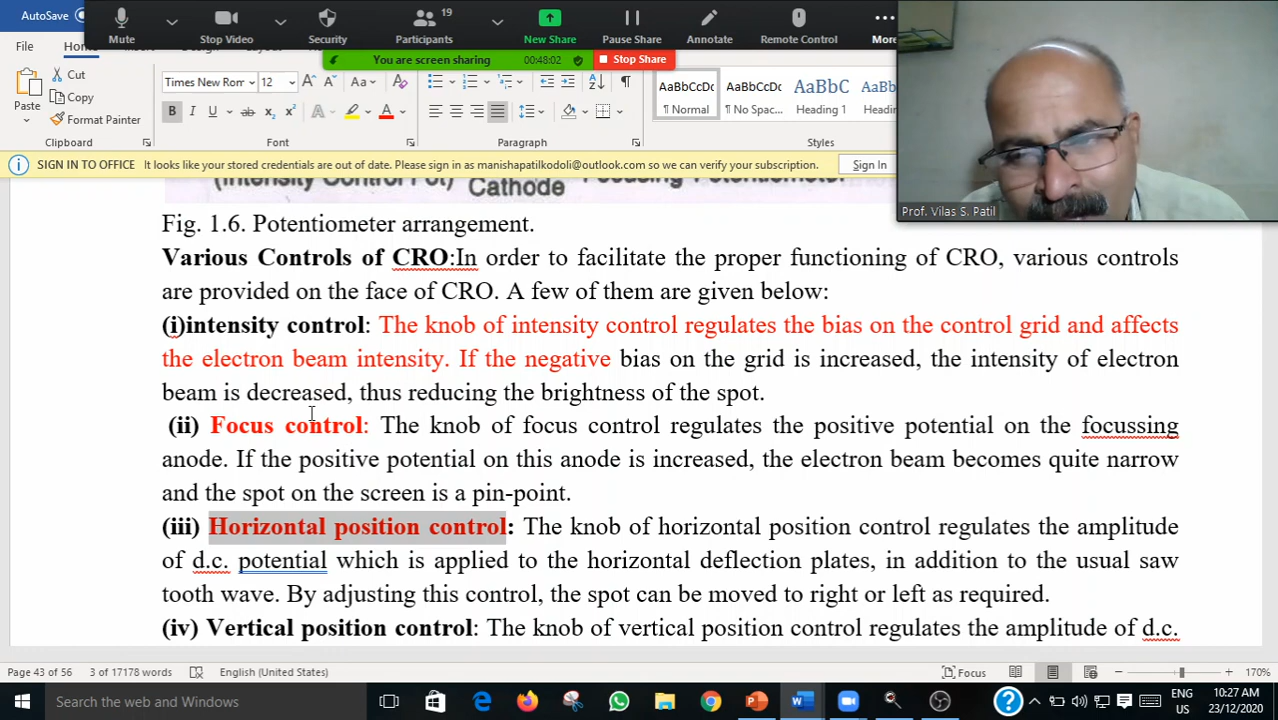 AutoSave
Mute
Stop Video
Security
19
Participants
New Share
Pause Share
Annotate
Remote Control
More
You are screen sharing
00:48:02
Stop Share
File
Home
Cut
Copy
Format Painter
Paste
Clipboard
Times New Ror
12
Font
Paragraph
AaBbCcDc
¶ Normal
AaBbCcDc
¶ No Spac...
AaBbC
Heading 1
AaBbC
Headin
Styles
SIGN IN TO OFFICE It looks like your stored credentials are out of date. Please sign in as manishapatilkodoli@outlook.com so we can verify your subscription.
Sign In
Prof. Vilas S. Patil
(Intensity Control Pot) Cathode Focusing Potentiometer
Fig. 1.6. Potentiometer arrangement.
Various Controls of CRO:In order to facilitate the proper functioning of CRO, various controls
are provided on the face of CRO. A few of them are given below:
(i)intensity control: The knob of intensity control regulates the bias on the control grid and affects
the electron beam intensity. If the negative bias on the grid is increased, the intensity of electron
beam is decreased, thus reducing the brightness of the spot.
(ii) Focus control: The knob of focus control regulates the positive potential on the focussing
anode. If the positive potential on this anode is increased, the electron beam becomes quite narrow
and the spot on the screen is a pin-point.
(iii) Horizontal position control: The knob of horizontal position control regulates the amplitude
of d.c. potential which is applied to the horizontal deflection plates, in addition to the usual saw
tooth wave. By adjusting this control, the spot can be moved to right or left as required.
(iv) Vertical position control: The knob of vertical position control regulates the amplitude of d.c.
Page 43 of 56
3 of 17178 words
English (United States)
Focus
170%
Search the web and Windows
ENG
US
10:27 AM
23/12/2020